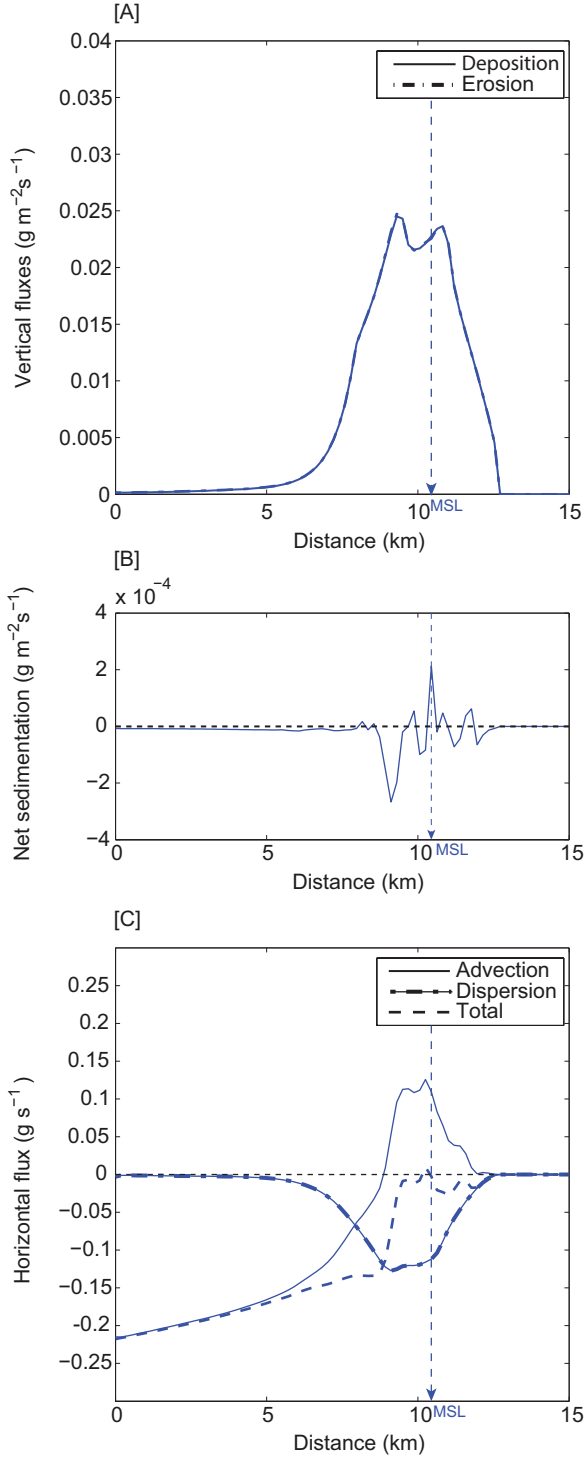 [A]
0.04
0.035
0.03
0.025
0.02
0.015
0.01
0.005
0
Vertical fluxes (g m−2s−1)
Deposition
Erosion
0 5 10 15
MSL
Distance (km)
[B]
x 10−4
4
2
0
−2
−4
Net sedimentation (g m−2s−1)
0 5 10 15
MSL
Distance (km)
[C]
0.25
0.2
0.15
0.1
0.05
0
−0.05
−0.1
−0.15
−0.2
−0.25
Horizontal flux (g s−1)
Advection
Dispersion
Total
0 5 10 15
MSL
Distance (km)